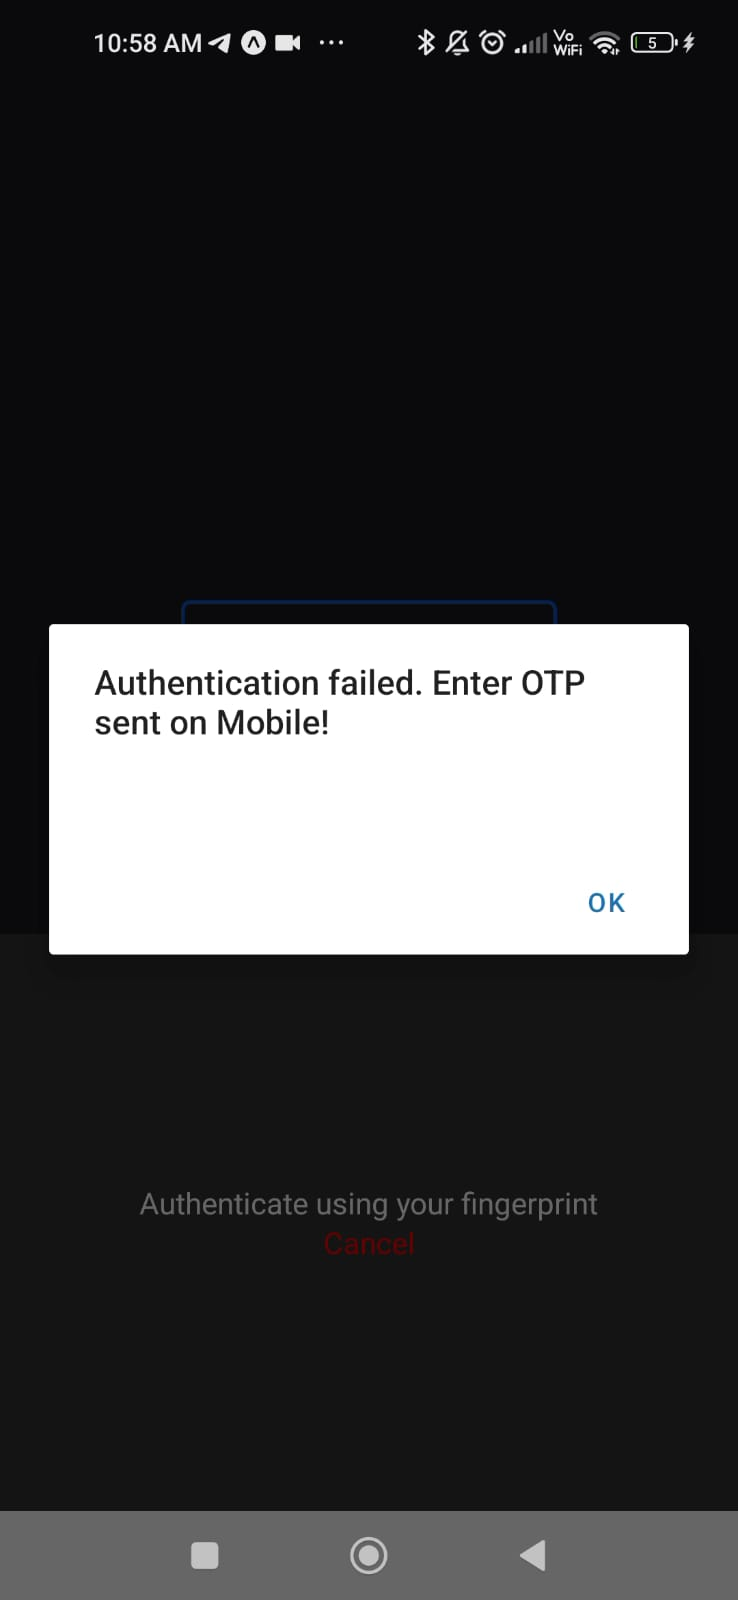 10:58 AM
Vo
WiFi
5
Authentication failed. Enter OTP
sent on Mobile!
OK
Authenticate using your fingerprint
Cancel